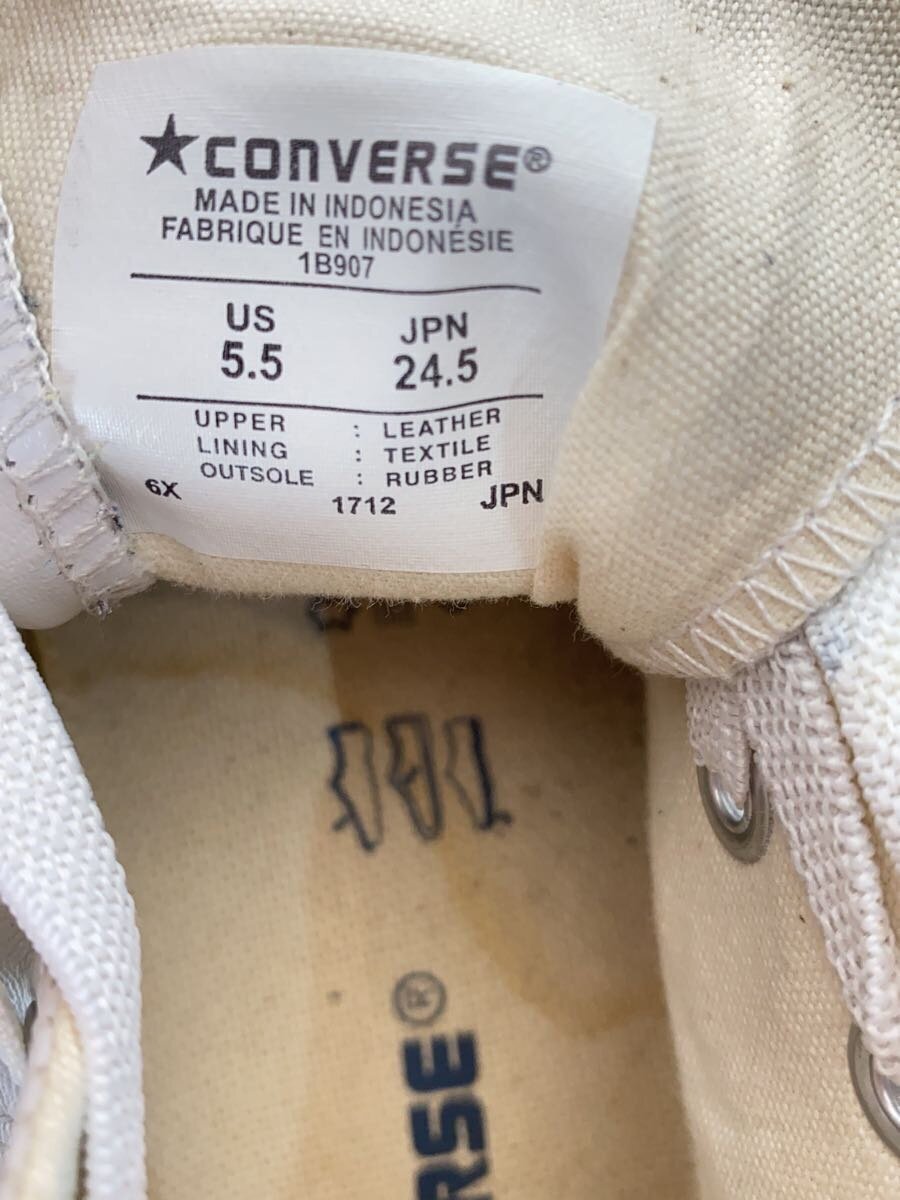 ★CONVERSE®
MADE IN INDONESIA
FABRIQUE EN INDONÉSIE
1B907
US JPN
5.5 24.5
UPPER : LEATHER
LINING : TEXTILE
OUTSOLE : RUBBER
6X 1712 JPN
RSE®